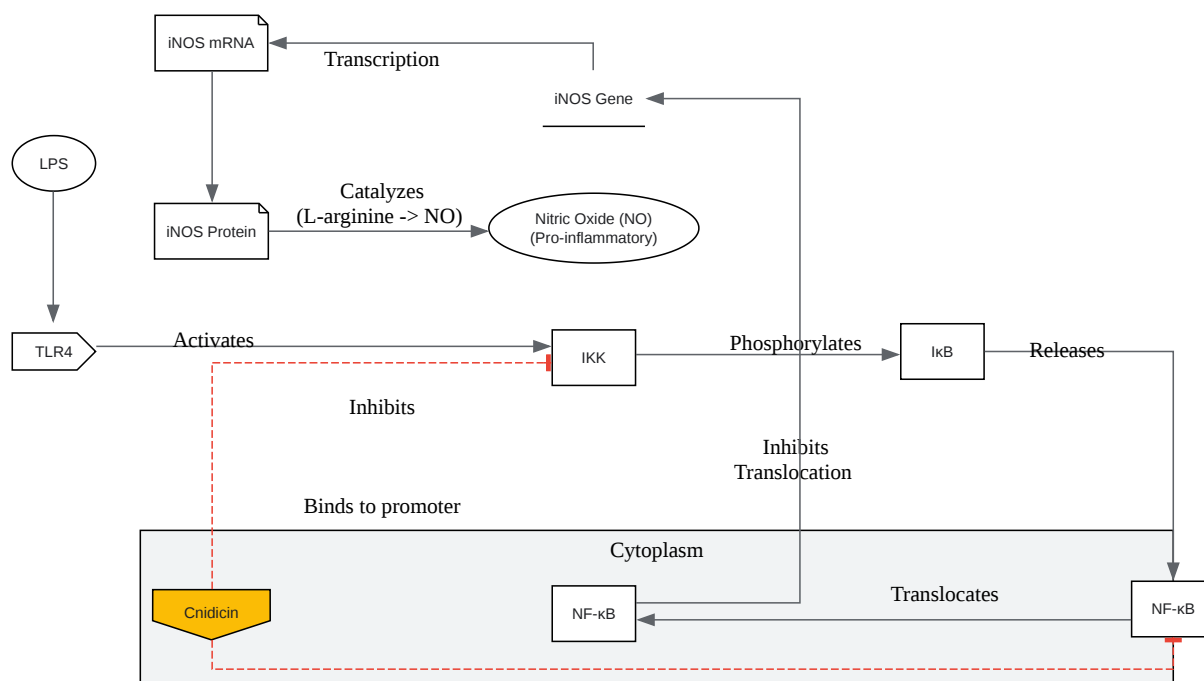 iNOS mRNA
Transcription
iNOS Gene
LPS
Catalyzes
(L-arginine -> NO)
iNOS Protein
Nitric Oxide (NO)
(Pro-inflammatory)
TLR4
Activates
IKK
Phosphorylates
IκB
Releases
Inhibits
Inhibits
Translocation
Binds to promoter
Cytoplasm
Cnidicin
NF-κB
Translocates
NF-κB